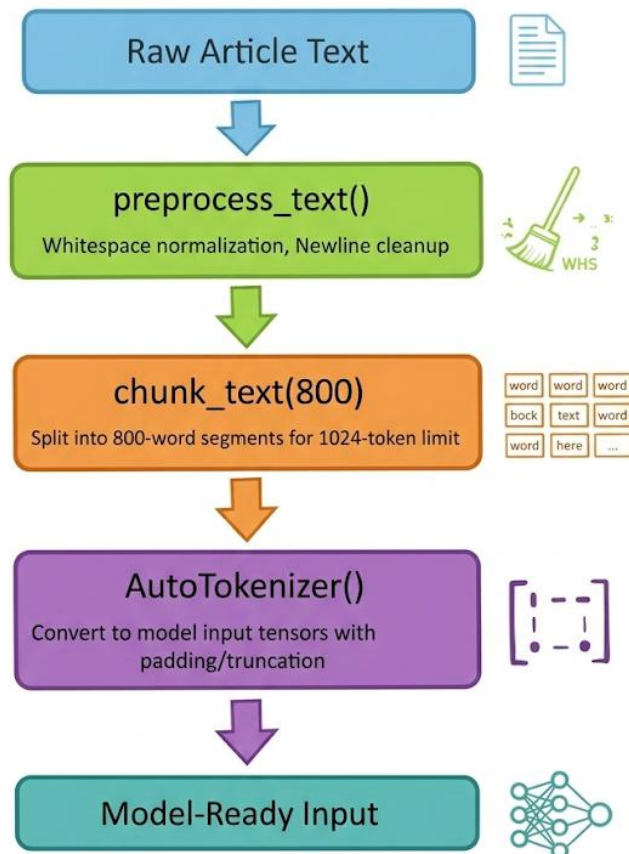 Raw Article Text
preprocess_text()
Whitespace normalization, Newline cleanup
WHS
chunk_text(800)
Split into 800-word segments for 1024-token limit
word word word
bock text word
word here ...
AutoTokenizer()
Convert to model input tensors with
padding/truncation
Model-Ready Input